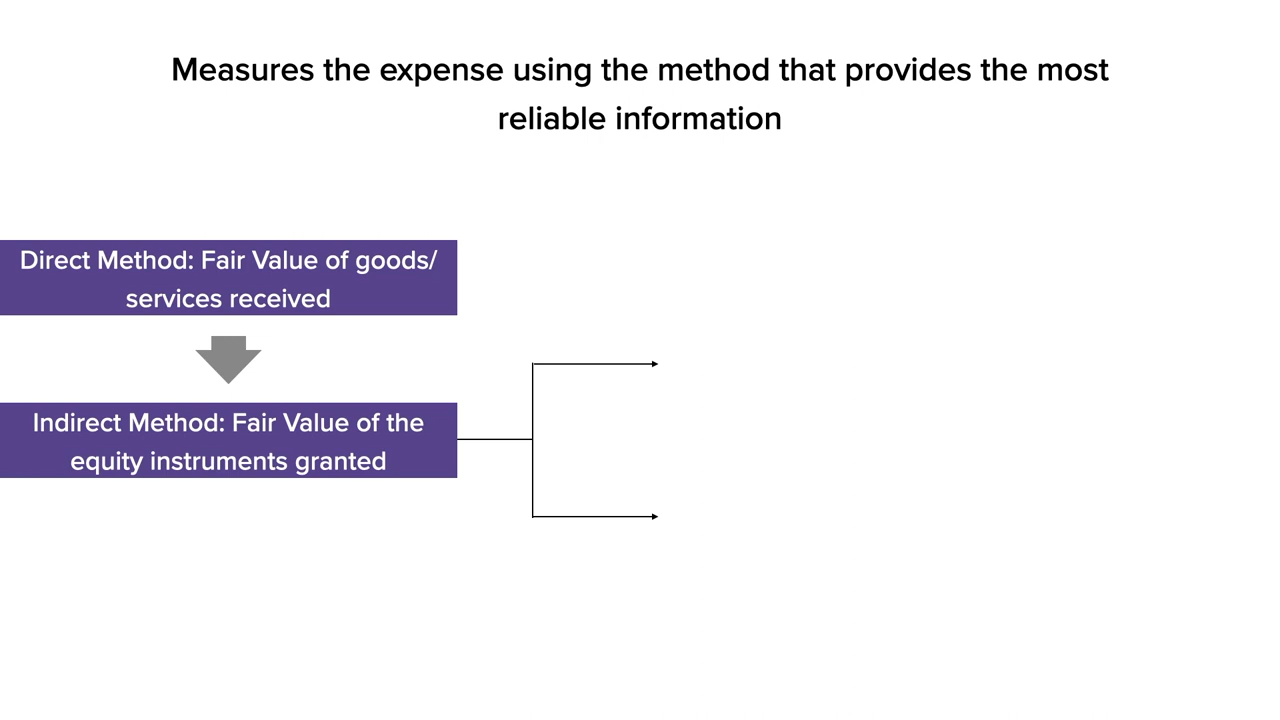 Measures the expense using the method that provides the most
reliable information
Direct Method: Fair Value of goods/
services received
Indirect Method: Fair Value of the
equity instruments granted